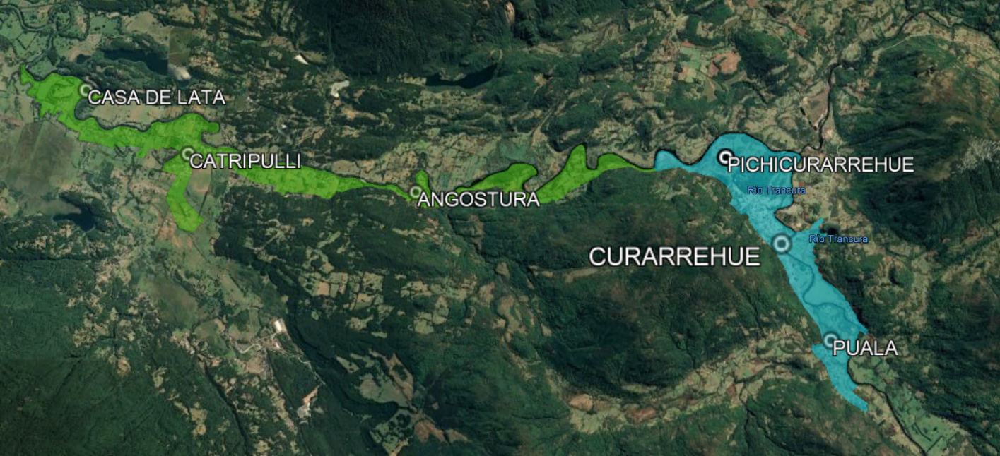 CASA DE LATA
CATRIPULLI
PICHICURARREHUE
Río Trancura
ANGOSTURA
Río Trancura
CURARREHUE
PUALA